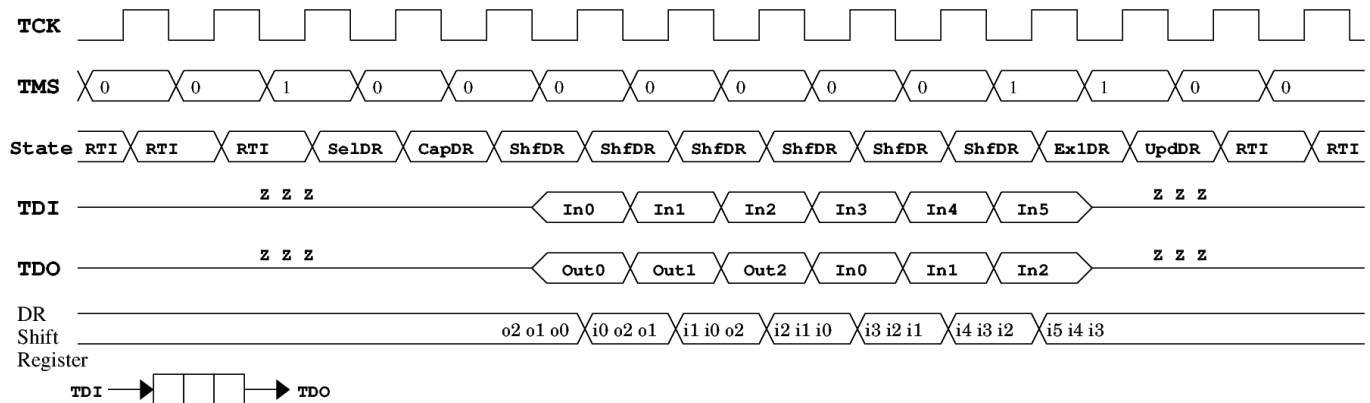 TCK
TMS 0 0 1 0 0 0 0 0 0 0 1 1 0 0
State RTI RTI RTI SelDR CapDR ShfDR ShfDR ShfDR ShfDR ShfDR ShfDR Ex1DR UpdDR RTI RTI
Z Z Z Z Z Z
TDI In0 In1 In2 In3 In4 In5
Z Z Z Z Z Z
TDO Out0 Out1 Out2 In0 In1 In2
DR
Shift o2 o1 o0 i0 o2 o1 i1 i0 o2 i2 i1 i0 i3 i2 i1 i4 i3 i2 i5 i4 i3
Register
TDI TDO